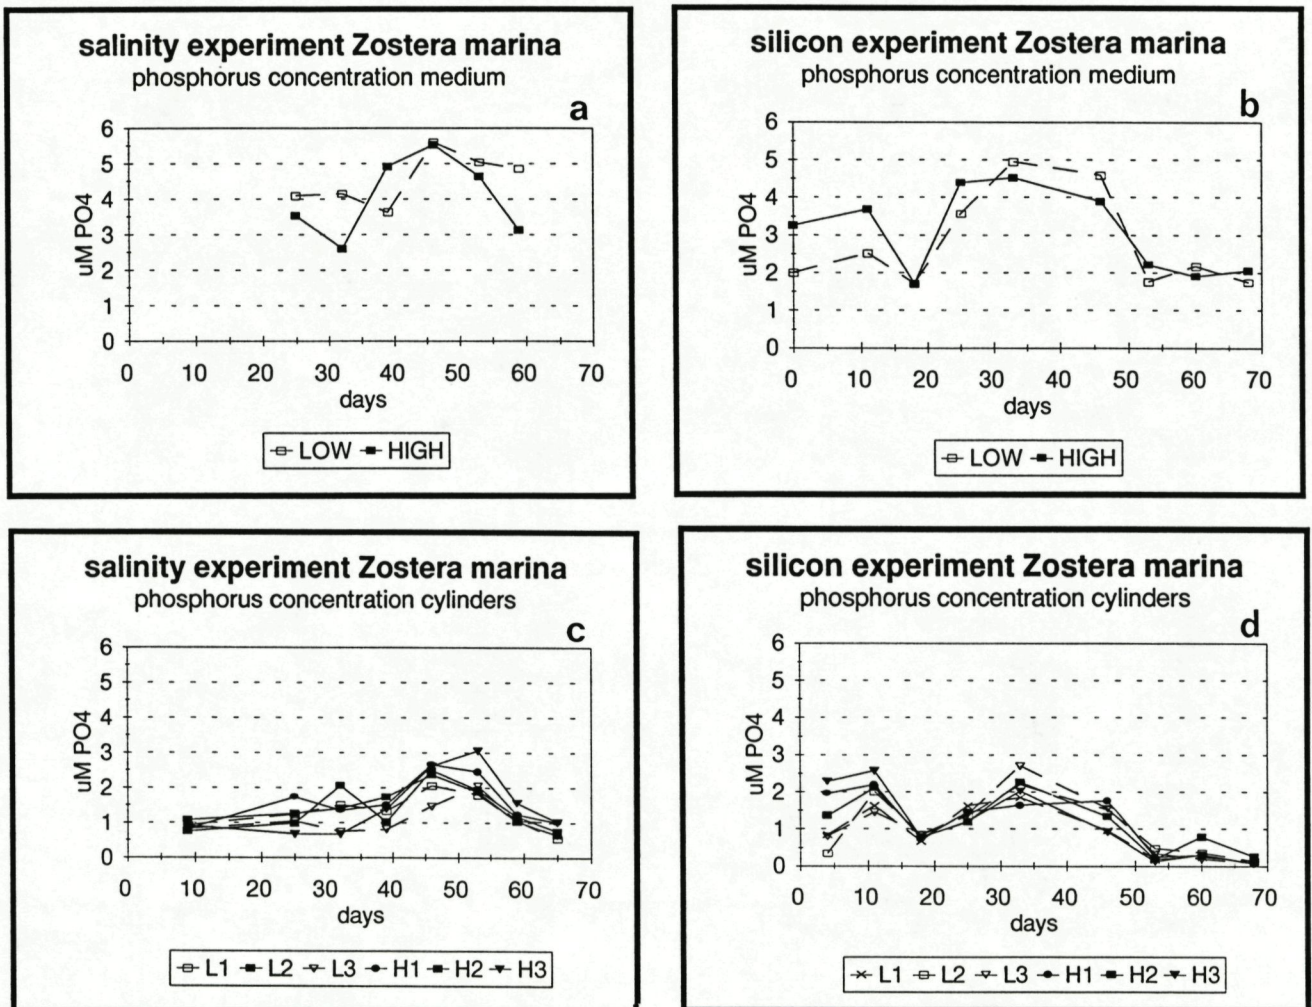 salinity experiment Zostera marina
phosphorus concentration medium
a
6
5
4
3
2
1
0
uM PO4
0 10 20 30 40 50 60 70
days
LOW HIGH
silicon experiment Zostera marina
phosphorus concentration medium
b
6
5
4
3
2
1
0
uM PO4
0 10 20 30 40 50 60 70
days
LOW HIGH
salinity experiment Zostera marina
phosphorus concentration cylinders
c
6
5
4
3
2
1
0
uM PO4
0 10 20 30 40 50 60 70
days
L1 L2 L3 H1 H2 H3
silicon experiment Zostera marina
phosphorus concentration cylinders
d
6
5
4
3
2
1
0
uM PO4
0 10 20 30 40 50 60 70
days
L1 L2 L3 H1 H2 H3